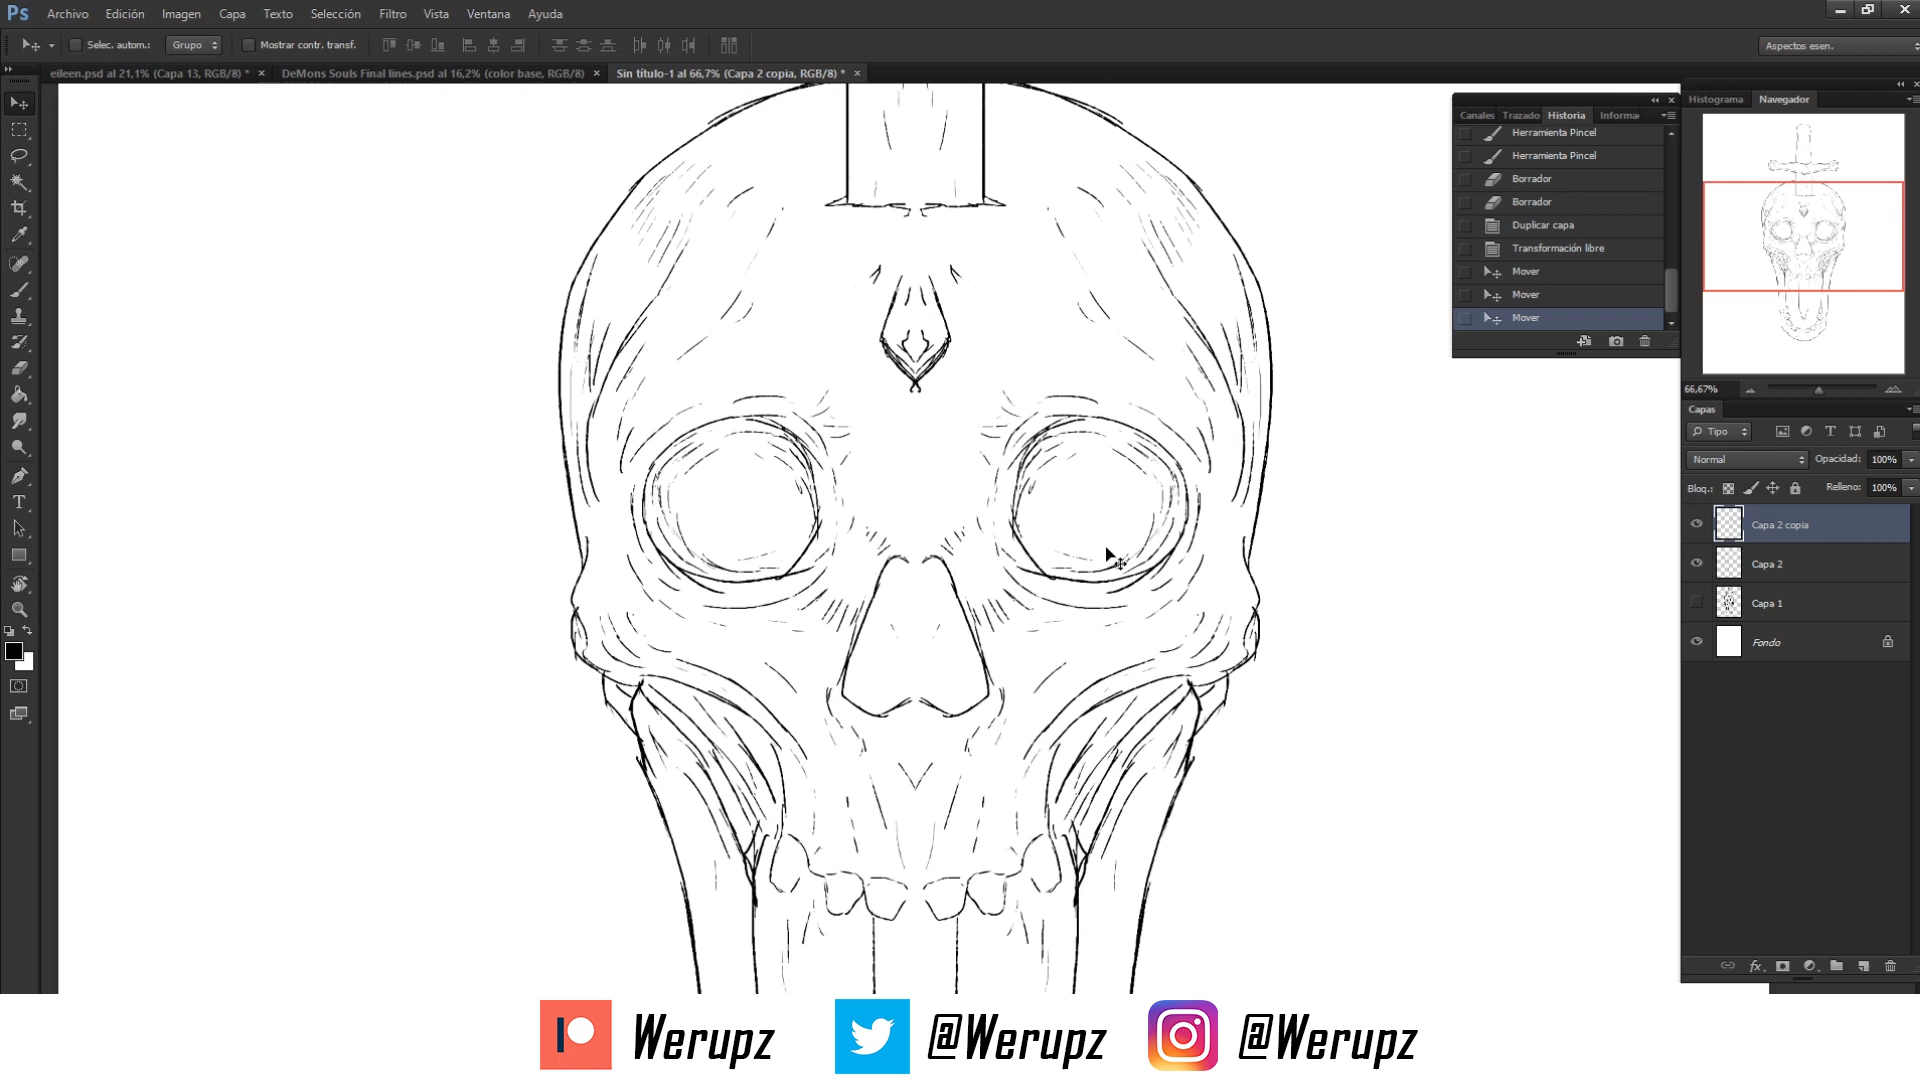 Ps Archivo Edición Imagen Capa Texto Selección Filtro Vista Ventana Ayuda
Selec. autom.: Grupo Mostrar contr. transf. Aspectos esen.
eileen.psd al 21,1% (Capa 13, RGB/8) * × DeMons Souls Final lines.psd al 16,2% (color base, RGB/8) × Sin título-1 al 66,7% (Capa 2 copia, RGB/8) * ×
Histograma Navegador
Canales Trazado Historia Informa
Herramienta Pincel
Herramienta Pincel
Borrador
Borrador
Duplicar capa
Transformación libre
Mover
Mover
Mover
66,67%
Capas
Tipo
Normal Opacidad: 100%
Bloq.: Relleno: 100%
Capa 2 copia
Capa 2
Capa 1
Fondo
Werupz @Werupz @Werupz